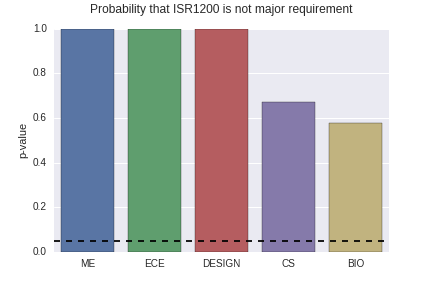 Probability that ISR1200 is not major requirement
1.0
0.8
0.6
0.4
0.2
0.0
p-value
ME ECE DESIGN CS BIO